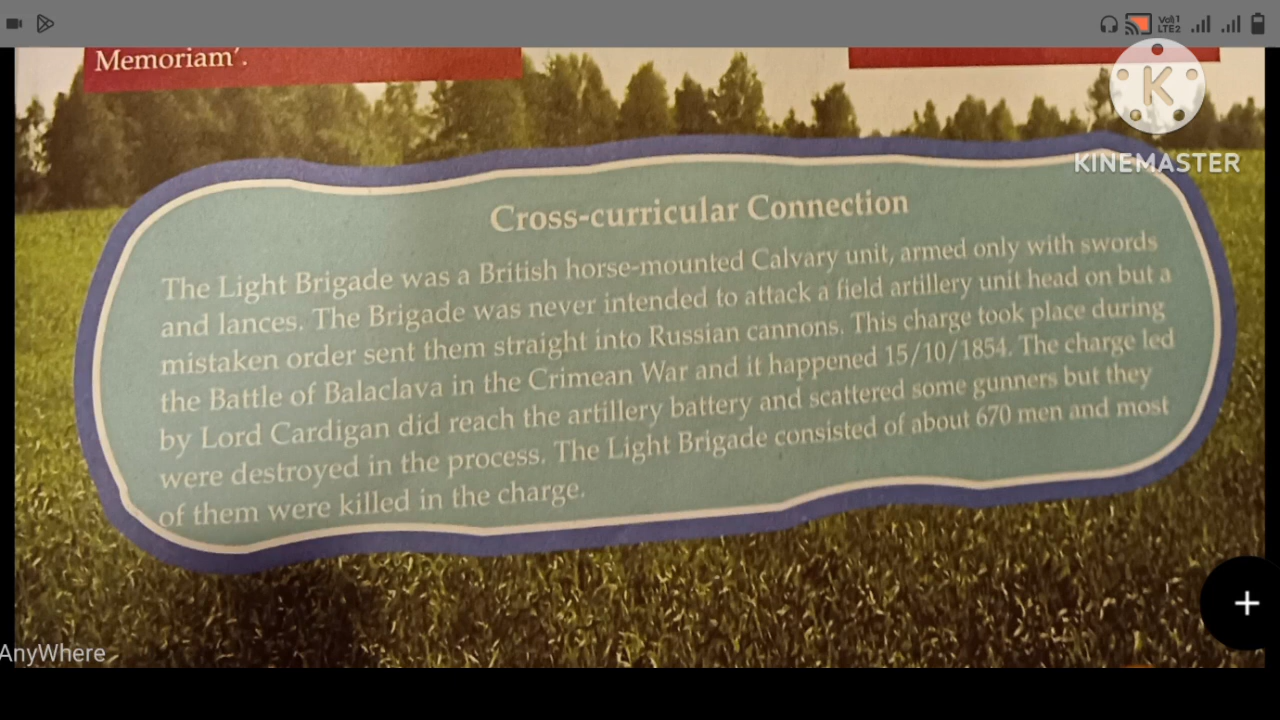 Vo))1
LTE2
Memoriam'.
K
KINEMASTER
Cross-curricular Connection
The Light Brigade was a British horse-mounted Calvary unit, armed only with swords
and lances. The Brigade was never intended to attack a field artillery unit head on but a
mistaken order sent them straight into Russian cannons. This charge took place during
the Battle of Balaclava in the Crimean War and it happened 15/10/1854. The charge led
by Lord Cardigan did reach the artillery battery and scattered some gunners but they
were destroyed in the process. The Light Brigade consisted of about 670 men and most
of them were killed in the charge.
+
AnyWhere